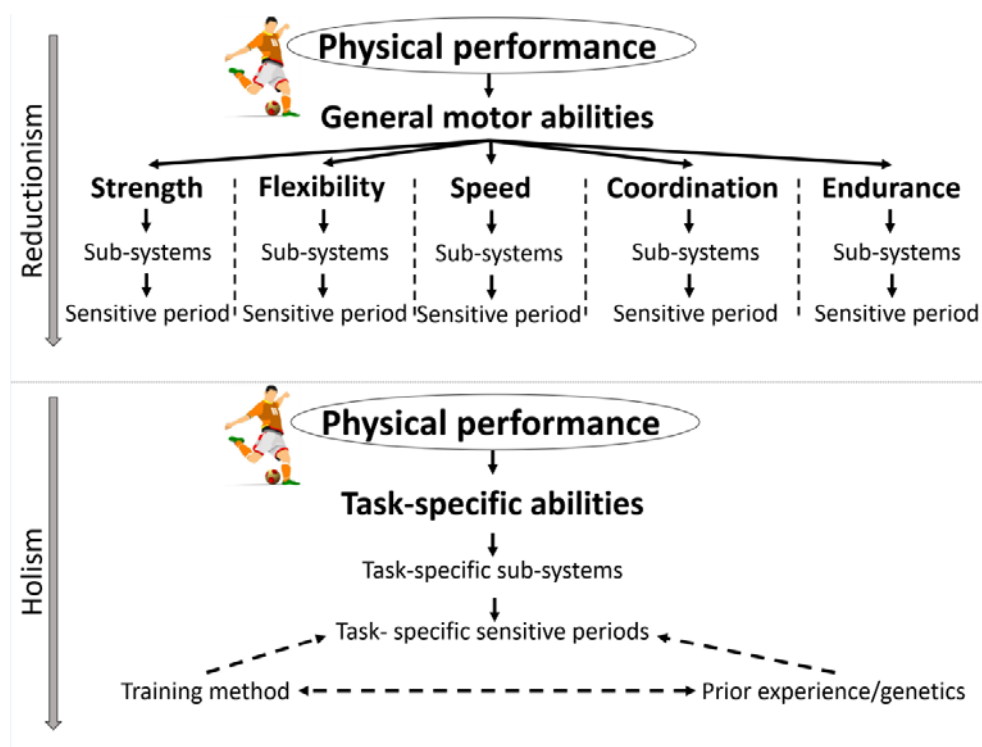 Physical performance
General motor abilities
Strength Flexibility Speed Coordination Endurance
Sub-systems Sub-systems Sub-systems Sub-systems Sub-systems
Sensitive period Sensitive period Sensitive period Sensitive period Sensitive period
Reductionism
Physical performance
Task-specific abilities
Task-specific sub-systems
Task- specific sensitive periods
Training method Prior experience/genetics
Holism